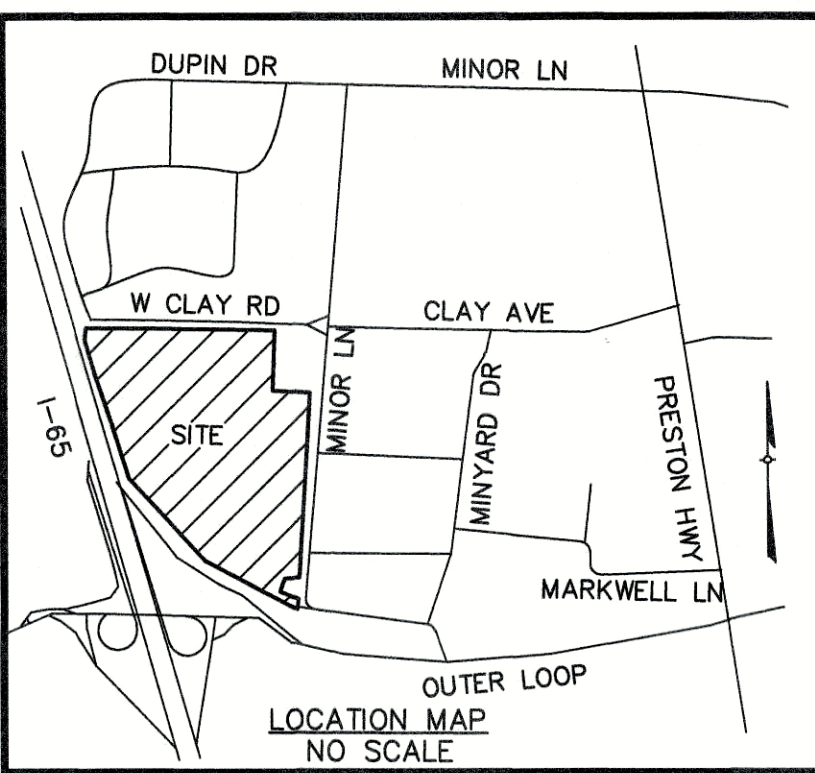 DUPIN DR
MINOR LN
W CLAY RD
CLAY AVE
MINOR LN
MINYARD DR
PRESTON HWY
I-65
SITE
MARKWELL LN
OUTER LOOP
LOCATION MAP
NO SCALE